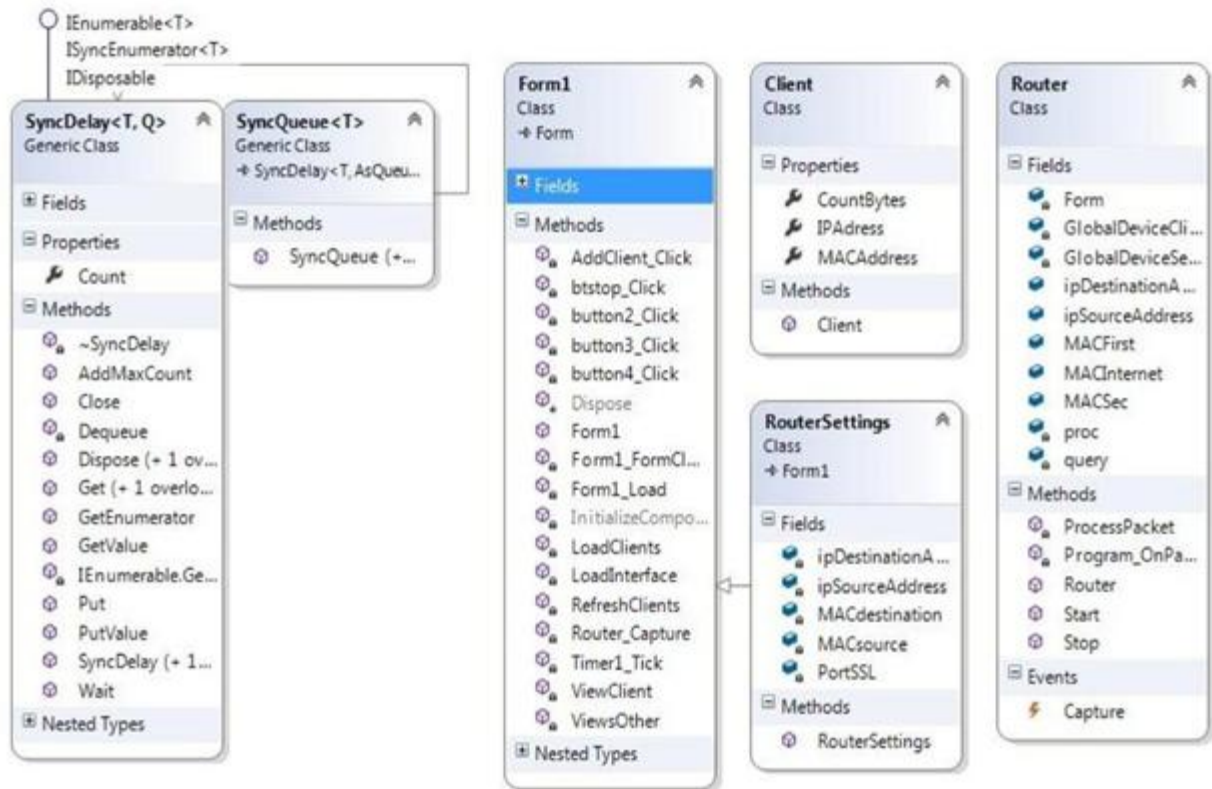 IEnumerable<T>
ISyncEnumerator<T>
IDisposable
SyncDelay<T, Q>
Generic Class
Fields
Properties
Count
Methods
~SyncDelay
AddMaxCount
Close
Dequeue
Dispose (+ 1 ov...
Get (+ 1 overlo...
GetEnumerator
GetValue
IEnumerable.Ge...
Put
PutValue
SyncDelay (+ 1...
Wait
Nested Types
SyncQueue<T>
Generic Class
SyncDelay<T, AsQueu...
Methods
SyncQueue (+...
Form1
Class
Form
Fields
Methods
AddClient_Click
btstop_Click
button2_Click
button3_Click
button4_Click
Dispose
Form1
Form1_FormCl...
Form1_Load
InitializeCompo...
LoadClients
LoadInterface
RefreshClients
Router_Capture
Timer1_Tick
ViewClient
ViewsOther
Nested Types
Client
Class
Properties
CountBytes
IPAdress
MACAddress
Methods
Client
RouterSettings
Class
Form1
Fields
ipDestinationA...
ipSourceAddress
MACdestination
MACsource
PortSSL
Methods
RouterSettings
Router
Class
Fields
Form
GlobalDeviceCli...
GlobalDeviceSe...
ipDestinationA...
ipSourceAddress
MACFirst
MACInternet
MACSec
proc
query
Methods
ProcessPacket
Program_OnPa...
Router
Start
Stop
Events
Capture